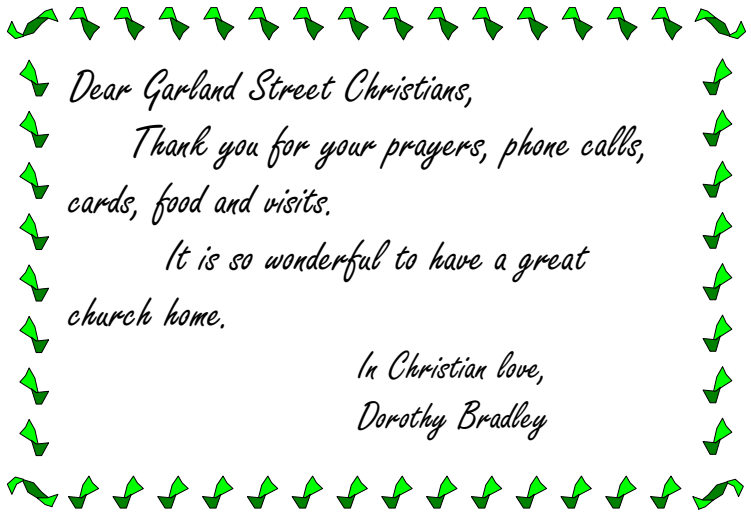 Dear Garland Street Christians,
Thank you for your prayers, phone calls,
cards, food and visits.
It is so wonderful to have a great
church home.
In Christian love,
Dorothy Bradley